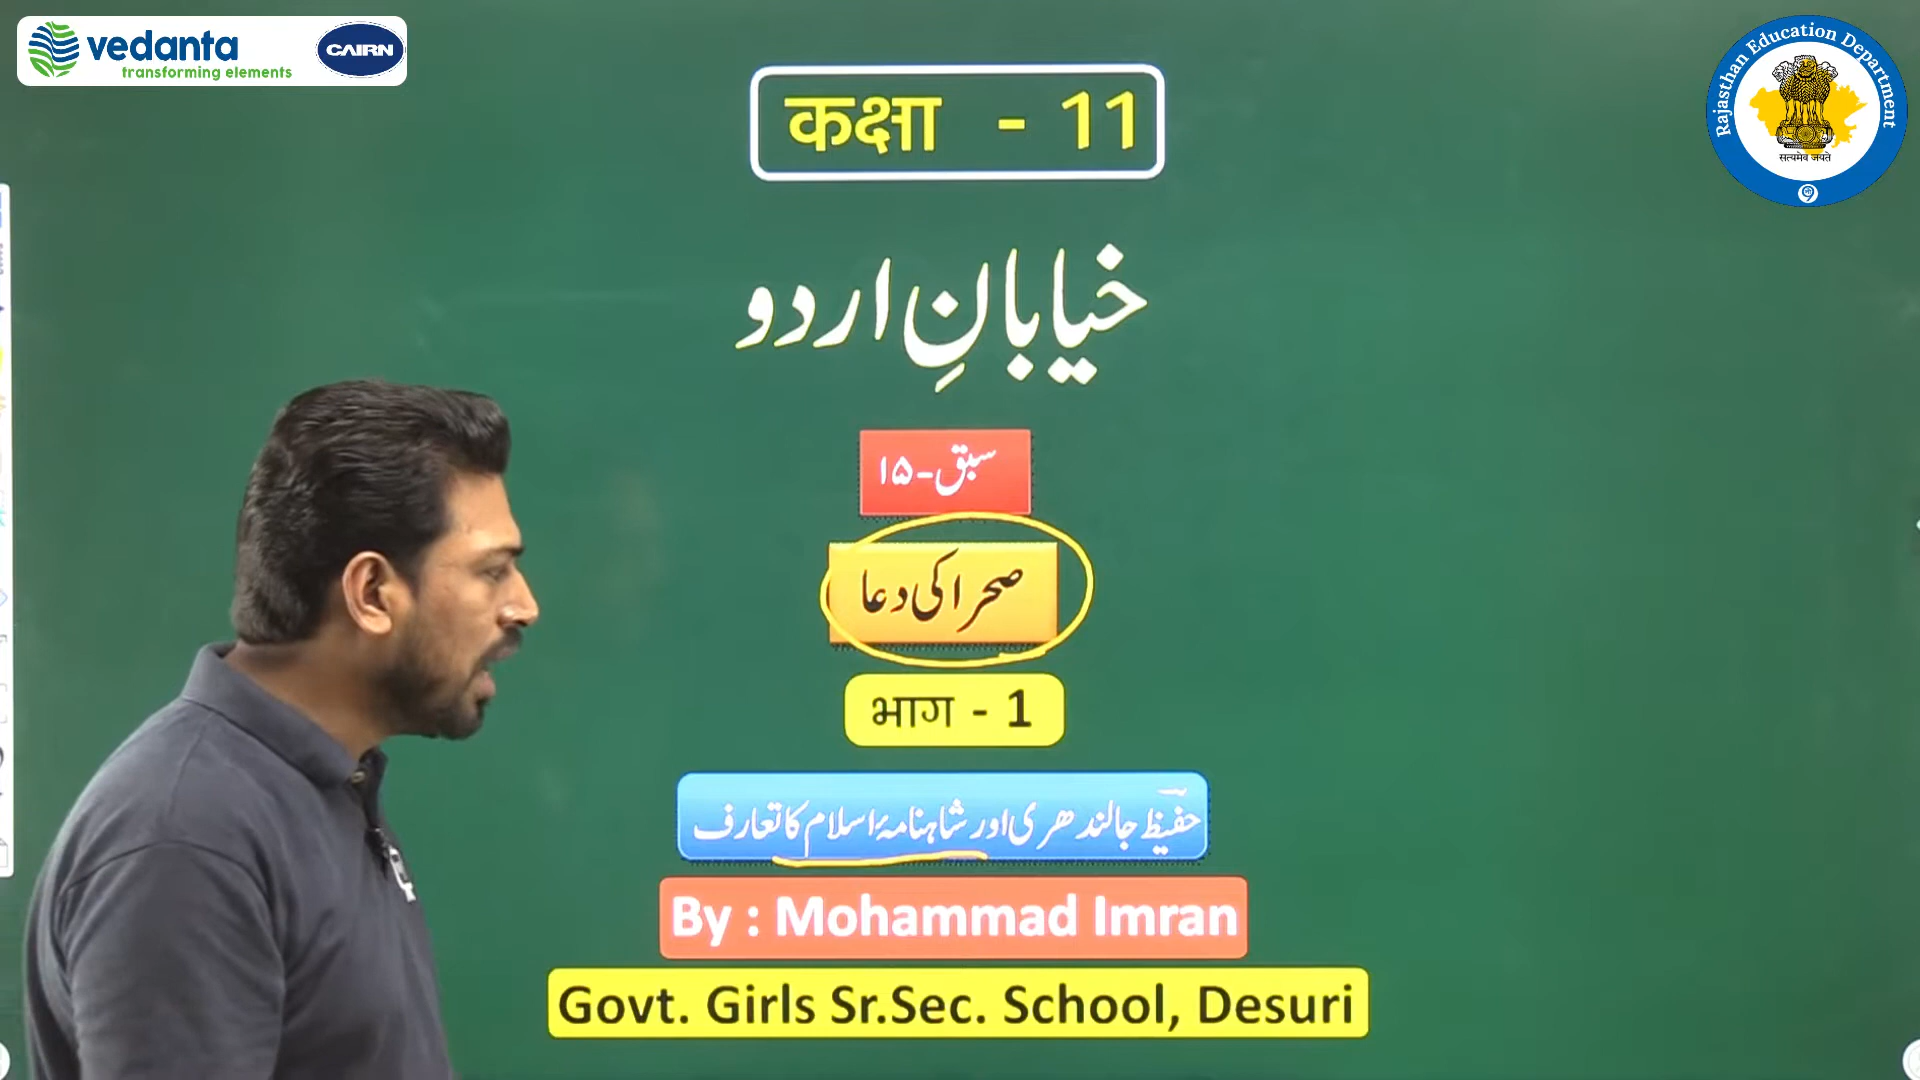 vedanta
transforming elements
CAIRN
Rajasthan Education Department
सत्यमेव जयते
कक्षा - 11
خیابانِ اردو
سبق-۱۵
صحرا کی دعا
भाग - 1
حفیظؔ جالندھری اور شاہنامۂ اسلام کا تعارف
By : Mohammad Imran
Govt. Girls Sr.Sec. School, Desuri